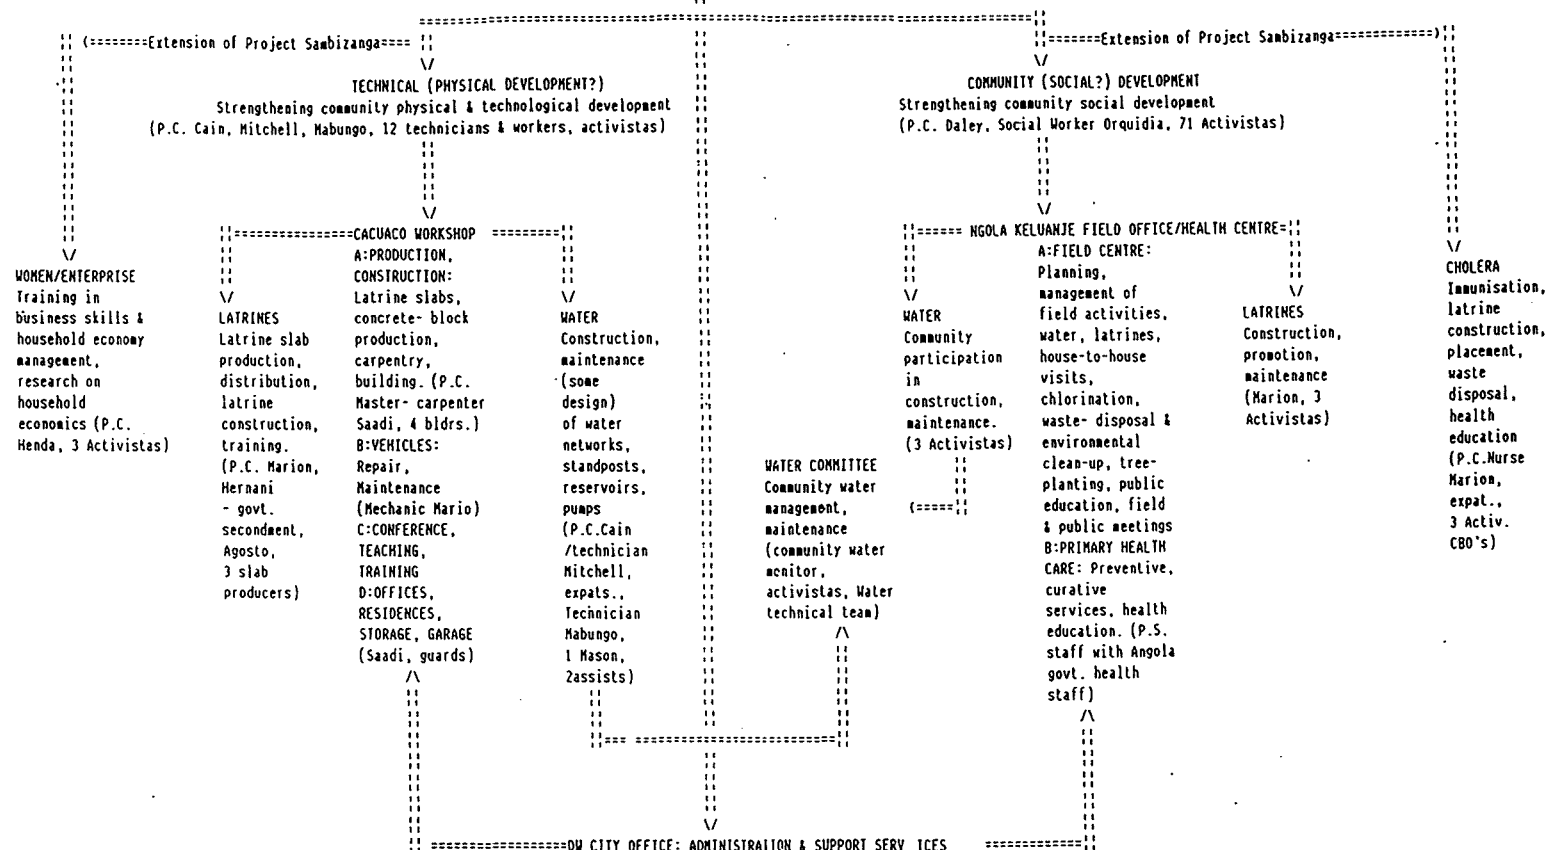 (========Extension of Project Sambizanga====
=======Extension of Project Sambizanga=============)
TECHNICAL (PHYSICAL DEVELOPMENT?)
Strengthening community physical & technological development
(P.C. Cain, Mitchell, Mabungo, 12 technicians & workers, activistas)
COMMUNITY (SOCIAL?) DEVELOPMENT
Strengthening community social development
(P.C. Daley, Social Worker Orquidia, 71 Activistas)
WOMEN/ENTERPRISE
Training in
business skills &
household economy
management,
research on
household
economics (P.C.
Henda, 3 Activistas)
LATRINES
Latrine slab
production,
distribution,
latrine
construction,
training.
(P.C. Marion,
Hernani
- govt.
secondment,
Agosto,
3 slab
producers)
================CACUACO WORKSHOP =========
A:PRODUCTION,
CONSTRUCTION:
Latrine slabs,
concrete- block
production,
carpentry,
building. (P.C.
Master- carpenter
Saadi, 4 bldrs.)
B:VEHICLES:
Repair,
Maintenance
(Mechanic Mario)
C:CONFERENCE,
TEACHING,
TRAINING
D:OFFICES,
RESIDENCES,
STORAGE, GARAGE
(Saadi, guards)
WATER
Construction,
maintenance
(some
design)
of water
networks,
standposts,
reservoirs,
pumps
(P.C.Cain
/technician
Mitchell,
expats.,
Technician
Mabungo,
1 Mason,
2assists)
WATER COMMITTEE
Community water
management,
maintenance
(community water
monitor,
activistas, Water
technical team)
====== NGOLA KELUANJE FIELD OFFICE/HEALTH CENTRE=
WATER
Community
participation
in
construction,
maintenance.
(3 Activistas)
A:FIELD CENTRE:
Planning,
management of
field activities,
water, latrines,
house-to-house
visits,
chlorination,
waste- disposal &
environmental
clean-up, tree-
planting, public
education, field
& public meetings
B:PRIMARY HEALTH
CARE: Preventive,
curative
services, health
education. (P.S.
staff with Angola
govt. health
staff)
LATRINES
Construction,
promotion,
maintenance
(Marion, 3
Activistas)
CHOLERA
Immunisation,
latrine
construction,
placement,
waste
disposal,
health
education
(P.C.Nurse
Marion,
expat.,
3 Activ.
CBO's)
==================DW CITY OFFICE: ADMINISTRATION & SUPPORT SERV ICES =============